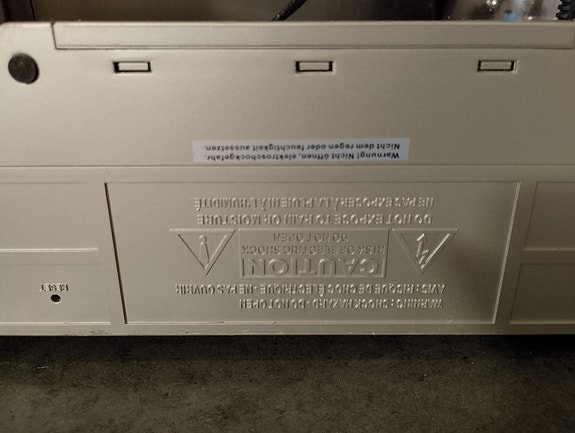 WARNING: SHOCK HAZARD - DO NOT OPEN
AVIS: RISQUE DE CHOC ÉLECTRIQUE - NE PAS OUVRIR
CAUTION
RISK OF ELECTRIC SHOCK
DO NOT OPEN
DO NOT EXPOSE TO RAIN OR MOISTURE
NE PAS EXPOSER À LA PLUIE NI À L'HUMIDITÉ
Warnung! Nicht öffnen, elektroschockgefahr.
Nicht dem regen oder feuchtigkeit aussetzen.